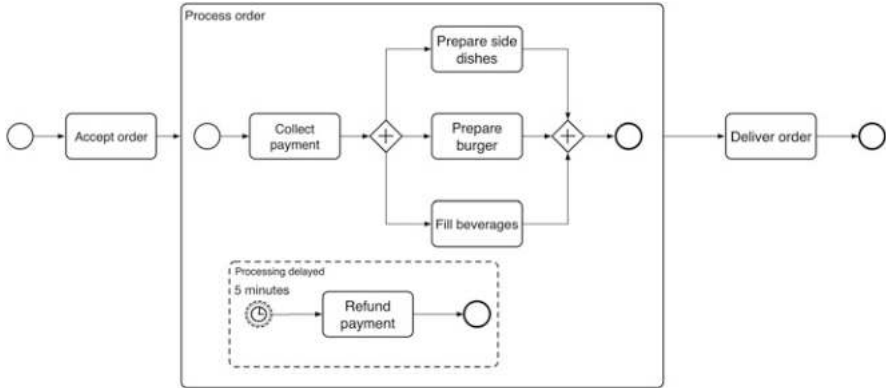 Process order
Prepare side
dishes
Accept order
Collect
payment
Prepare
burger
Deliver order
Fill beverages
Processing delayed
5 minutes
Refund
payment